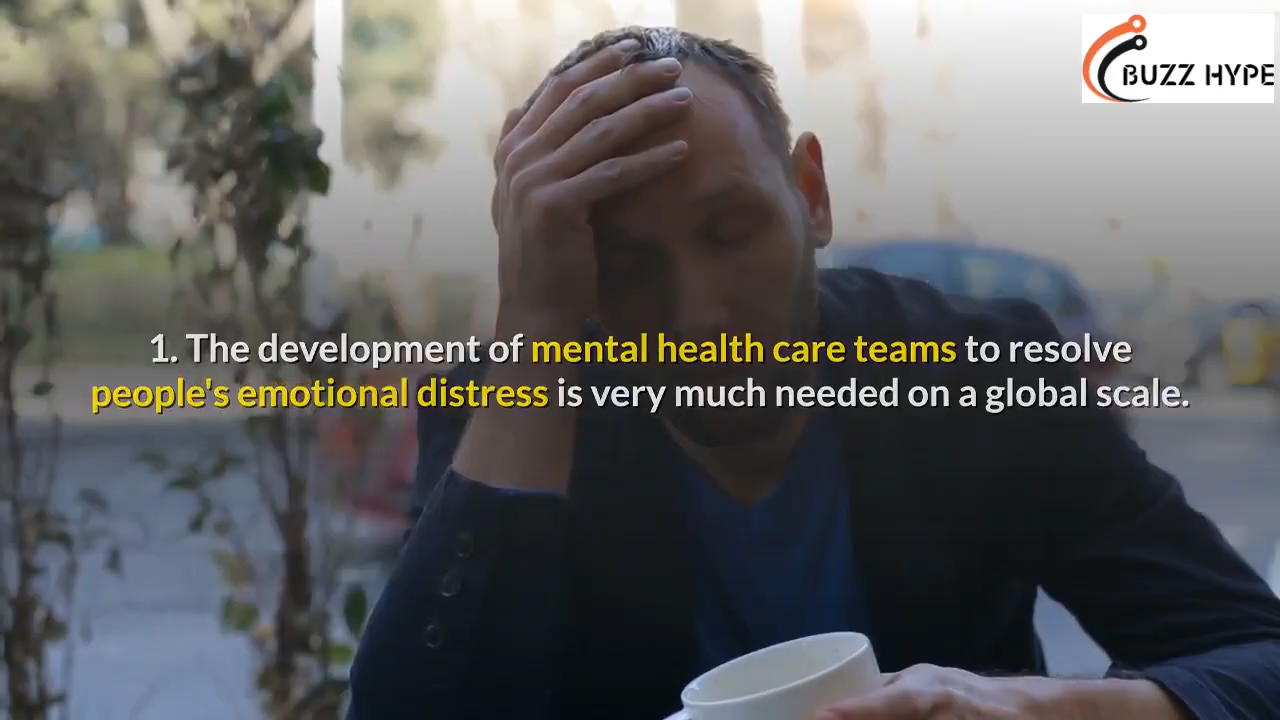 BUZZ HYPE
1. The development of mental health care teams to resolve
people's emotional distress is very much needed on a global scale.